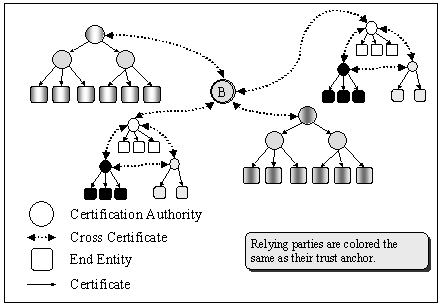 B
Certification Authority
Cross Certificate
End Entity
Certificate
Relying parties are colored the
same as their trust anchor.